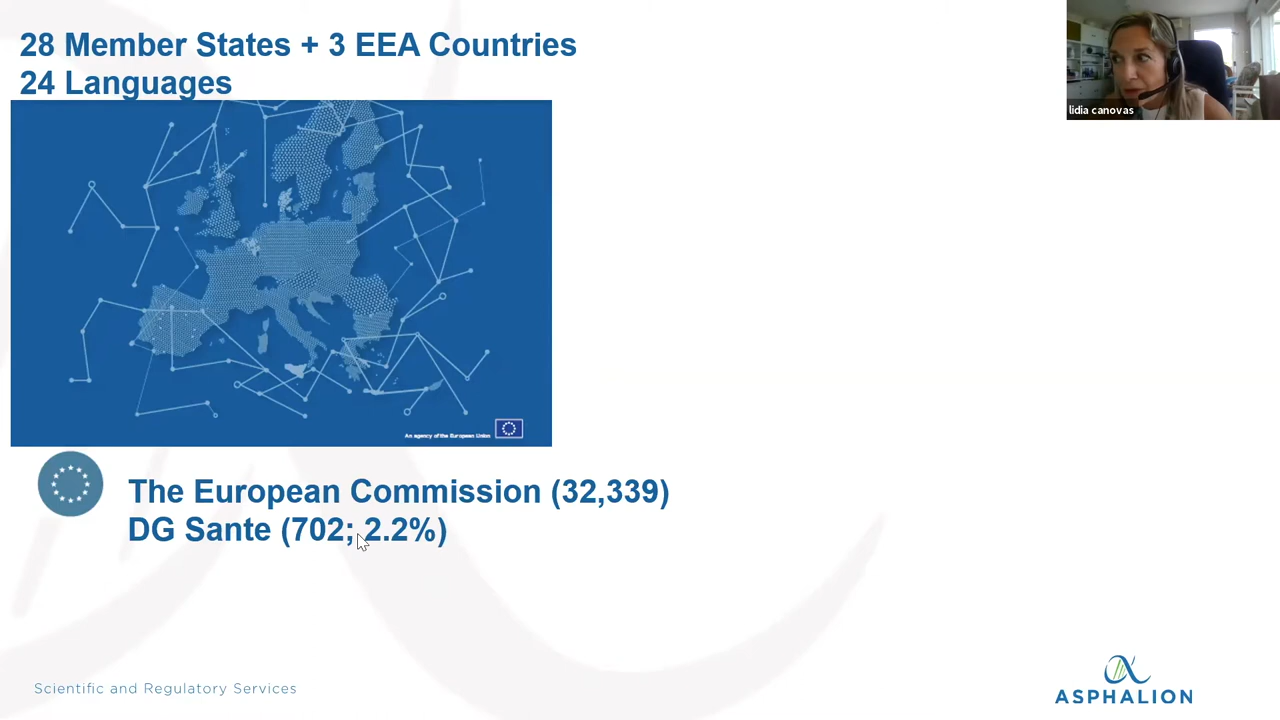 28 Member States + 3 EEA Countries
24 Languages
lidia canovas
An agency of the European Union
The European Commission (32,339)
DG Sante (702; 2.2%)
Scientific and Regulatory Services
ASPHALION